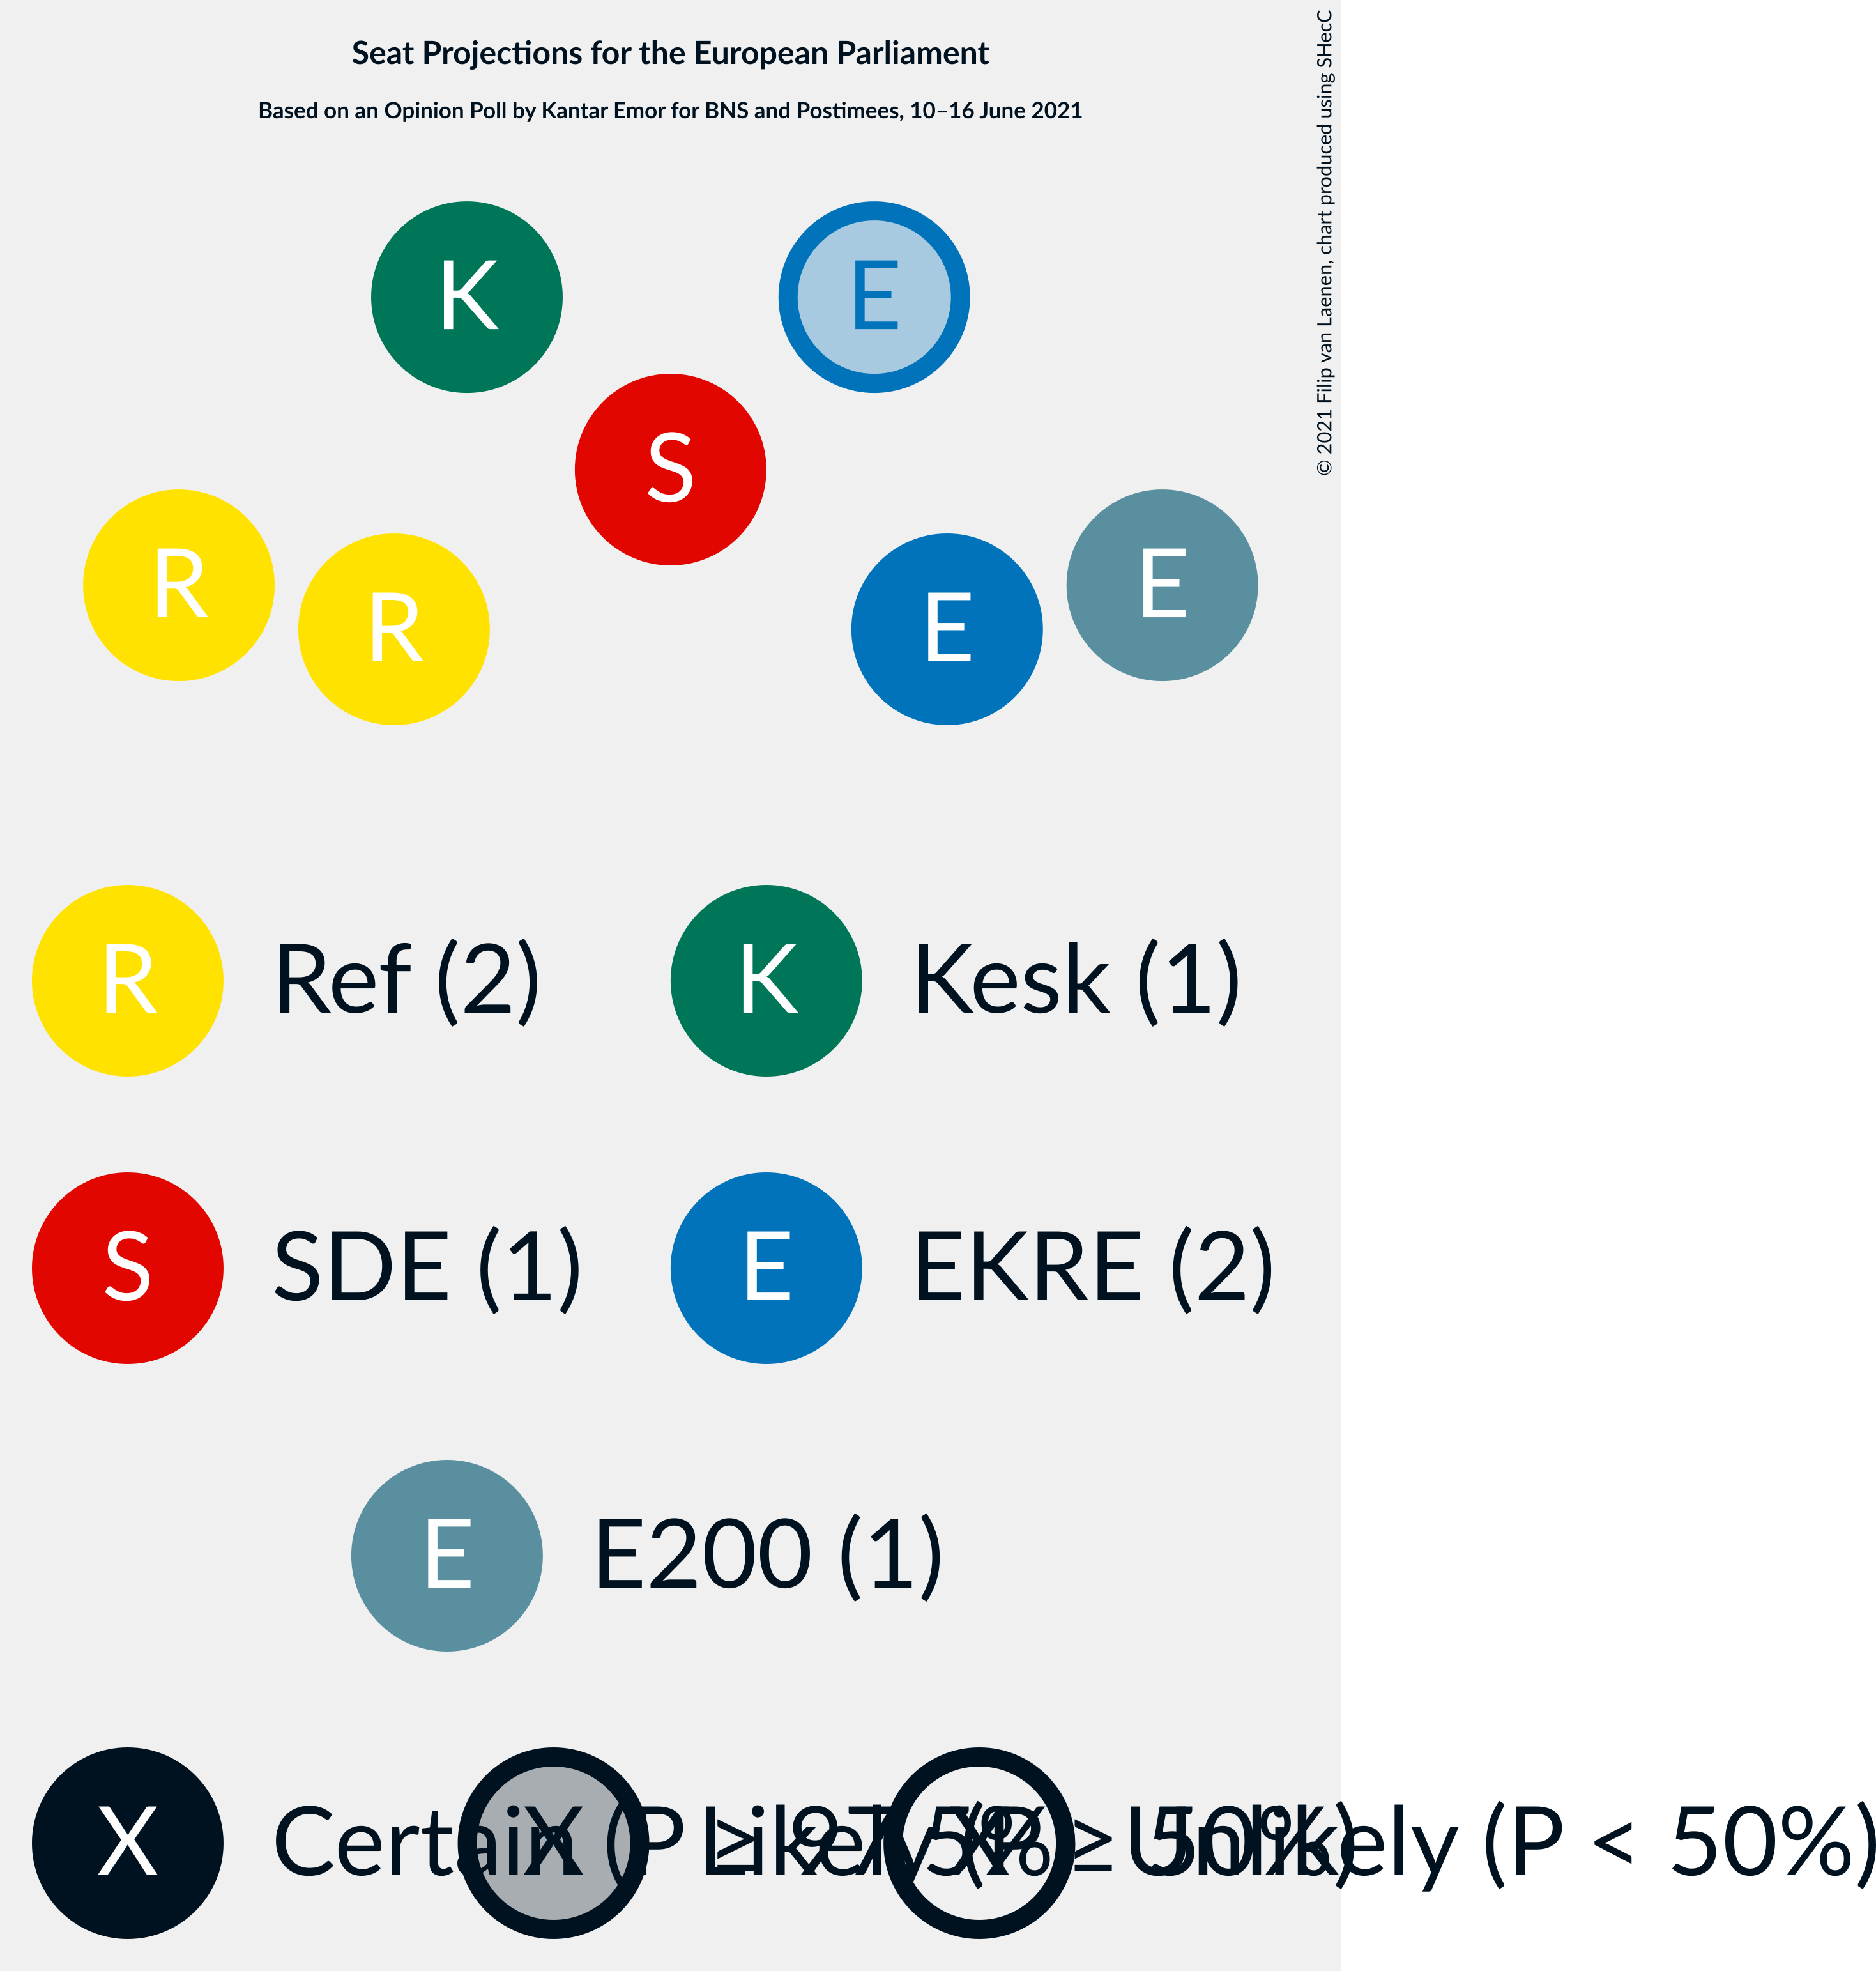 Seat Projections for the European Parliament
Based on an Opinion Poll by Kantar Emor for BNS and Postimees, 10–16 June 2021
© 2021 Filip van Laenen, chart produced using SHecC
K
E
S
R
R
E
E
R Ref (2)
K Kesk (1)
S SDE (1)
E EKRE (2)
E E200 (1)
X Certain (P ≥
X Likely (P ≥ 50%)
X Unlikely (P < 50%)